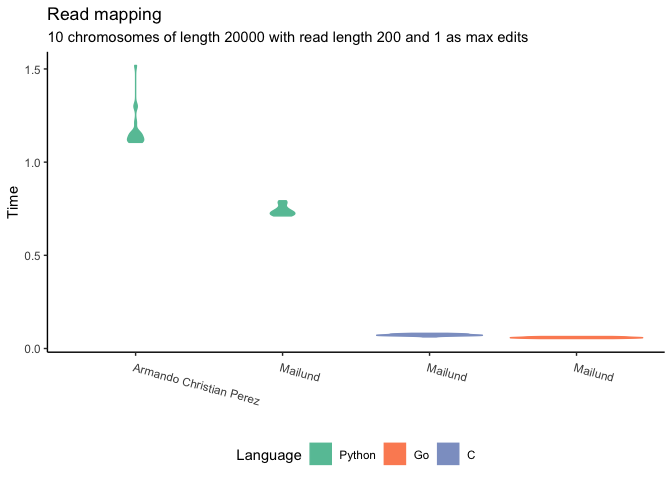 Read mapping
10 chromosomes of length 20000 with read length 200 and 1 as max edits
1.5
1.0
0.5
0.0
Time
Armando Christian Perez
Mailund
Mailund
Mailund
Language Python Go C